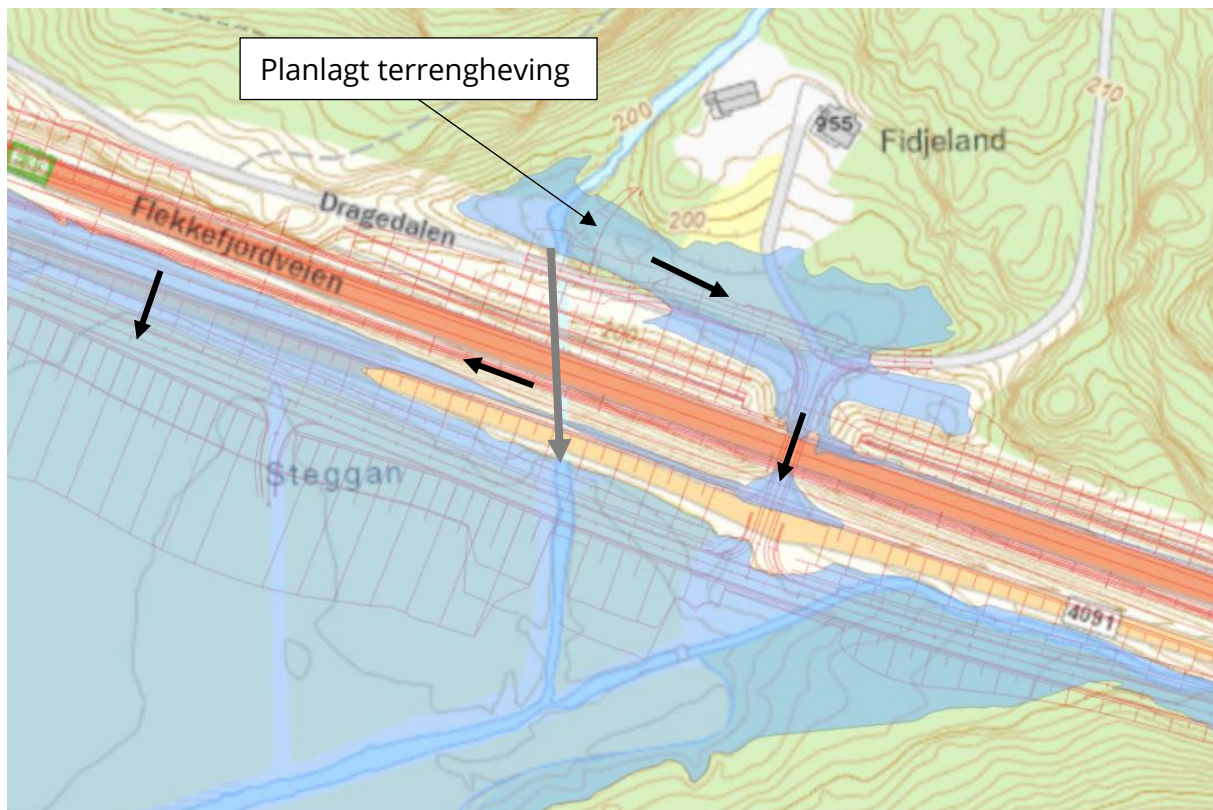 Planlagt terrengheving
200
955
Fidjeland
210
Dragedalen
200
Flekkefjordveien
200
Steggan
4091